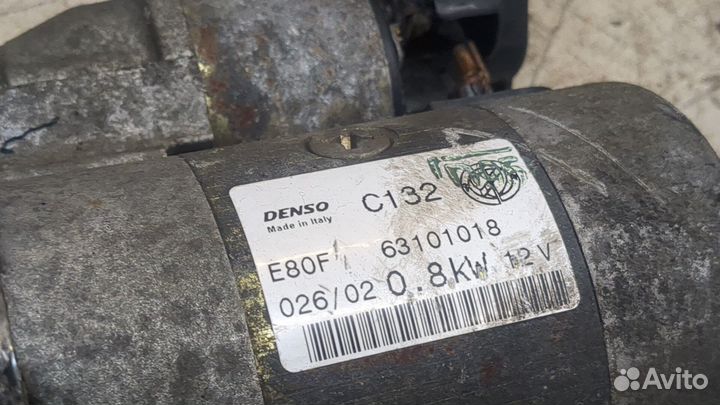 DENSO C132
Made in Italy
E80F 63101018
026/02 0.8KW 12V
Avito